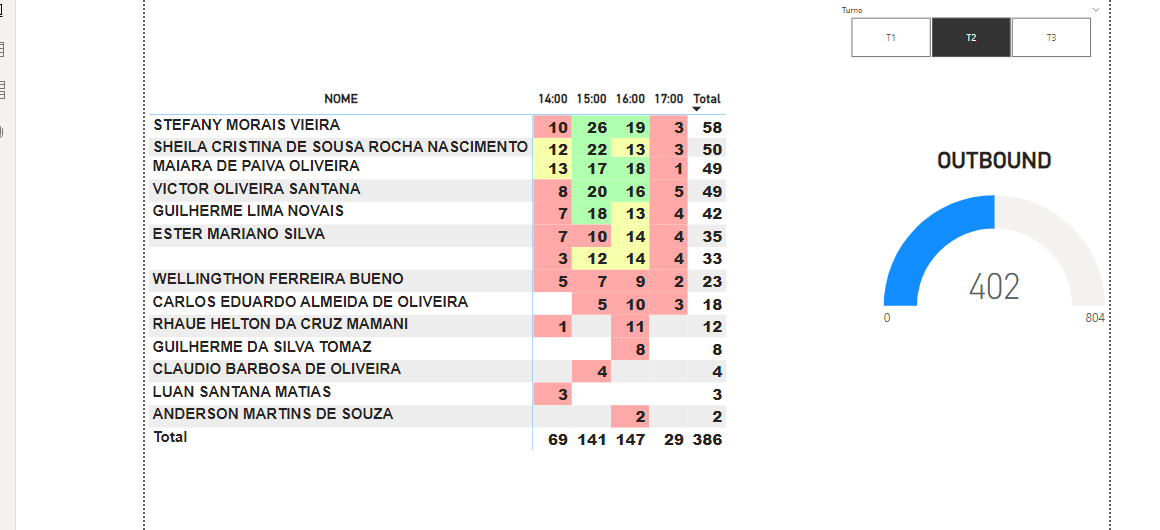 Turno
T1 T2 T3
NOME 14:00 15:00 16:00 17:00 Total
STEFANY MORAIS VIEIRA 10 26 19 3 58
SHEILA CRISTINA DE SOUSA ROCHA NASCIMENTO 12 22 13 3 50
MAIARA DE PAIVA OLIVEIRA 13 17 18 1 49
VICTOR OLIVEIRA SANTANA 8 20 16 5 49
GUILHERME LIMA NOVAIS 7 18 13 4 42
ESTER MARIANO SILVA 7 10 14 4 35
3 12 14 4 33
WELLINGTHON FERREIRA BUENO 5 7 9 2 23
CARLOS EDUARDO ALMEIDA DE OLIVEIRA 5 10 3 18
RHAUE HELTON DA CRUZ MAMANI 1 11 12
GUILHERME DA SILVA TOMAZ 8 8
CLAUDIO BARBOSA DE OLIVEIRA 4 4
LUAN SANTANA MATIAS 3 3
ANDERSON MARTINS DE SOUZA 2 2
Total 69 141 147 29 386
OUTBOUND
402
0 804